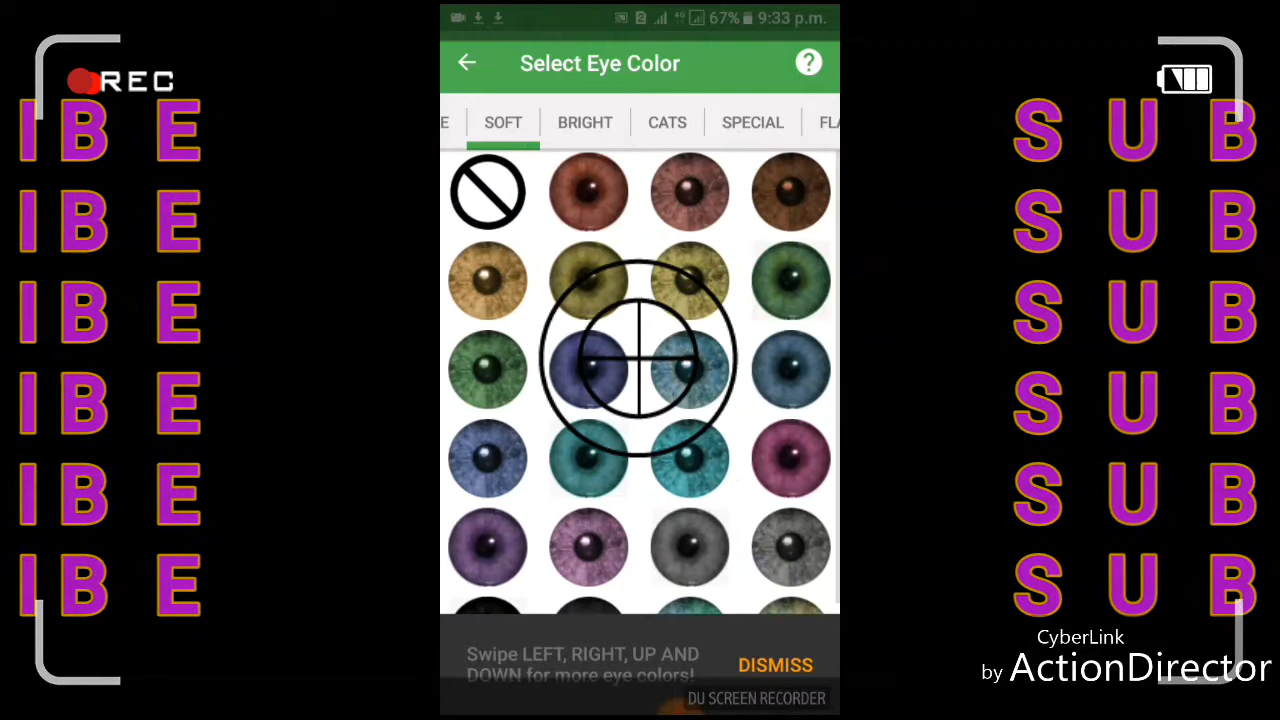 67% 9:33 p.m.
Select Eye Color
?
REC
E SOFT BRIGHT CATS SPECIAL FLA
I B E S U B
I B E S U B
I B E S U B
I B E S U B
I B E S U B
I B E S U B
Swipe LEFT, RIGHT, UP AND
DOWN for more eye colors!
DISMISS
DU SCREEN RECORDER
CyberLink
by ActionDirector